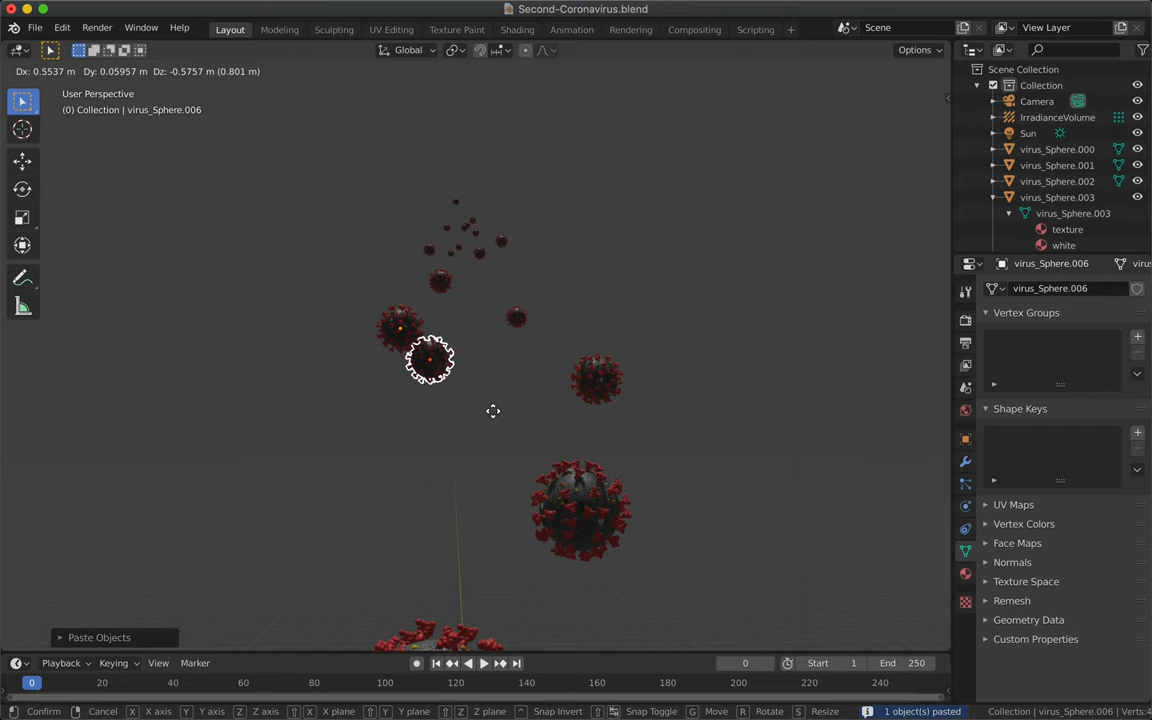 Second-Coronavirus.blend
File Edit Render Window Help Layout Modeling Sculpting UV Editing Texture Paint Shading Animation Rendering Compositing Scripting + Scene View Layer
Global Options
Dx: 0.5537 m Dy: 0.05957 m Dz: -0.5757 m (0.801 m)
User Perspective
(0) Collection | virus_Sphere.006
Scene Collection
Collection
Camera
IrradianceVolume
Sun
virus_Sphere.000
virus_Sphere.001
virus_Sphere.002
virus_Sphere.003
virus_Sphere.003
texture
white
virus_Sphere.006
virus_Sphere.006
Vertex Groups
Shape Keys
UV Maps
Vertex Colors
Face Maps
Normals
Texture Space
Remesh
Geometry Data
Custom Properties
Paste Objects
Playback Keying View Marker 0 Start 1 End 250
0 20 40 60 80 100 120 140 160 180 200 220 240
Confirm Cancel X X axis Y Y axis Z Z axis X X plane Y Y plane Z Z plane Snap Invert Snap Toggle G Move R Rotate S Resize 1 object(s) pasted